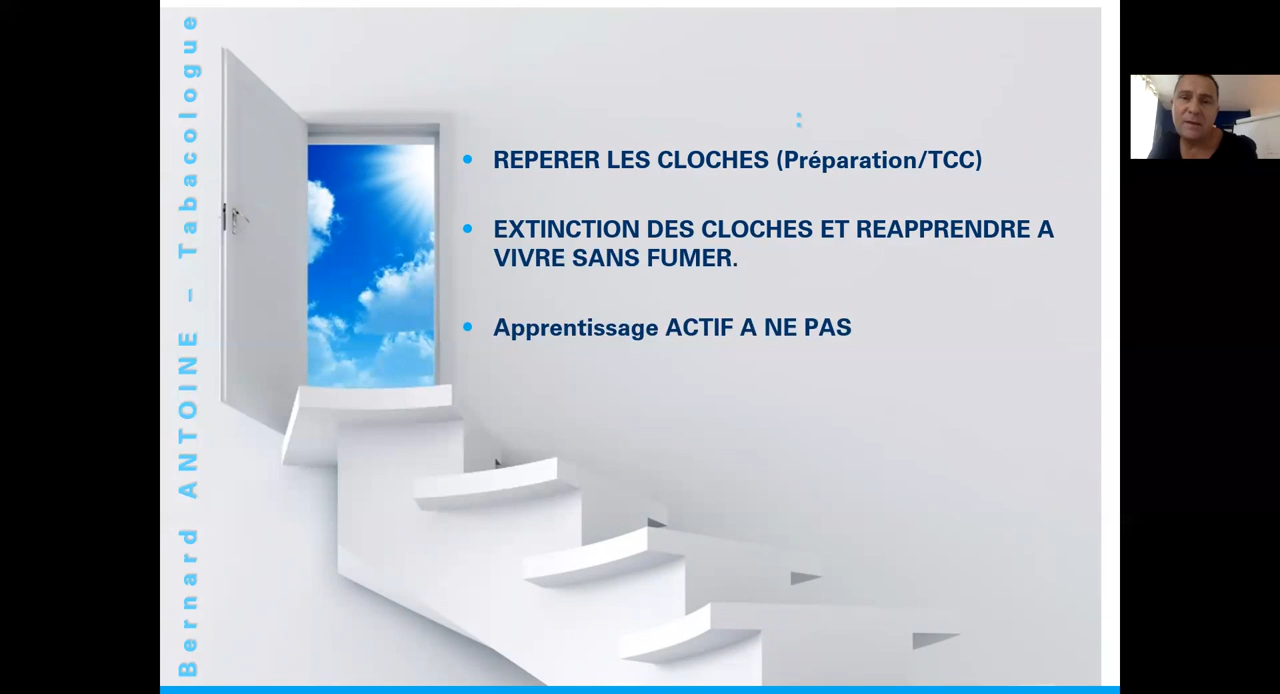 Bernard ANTOINE – Tabacologue
:
• REPERER LES CLOCHES (Préparation/TCC)
• EXTINCTION DES CLOCHES ET REAPPRENDRE A
VIVRE SANS FUMER.
• Apprentissage ACTIF A NE PAS